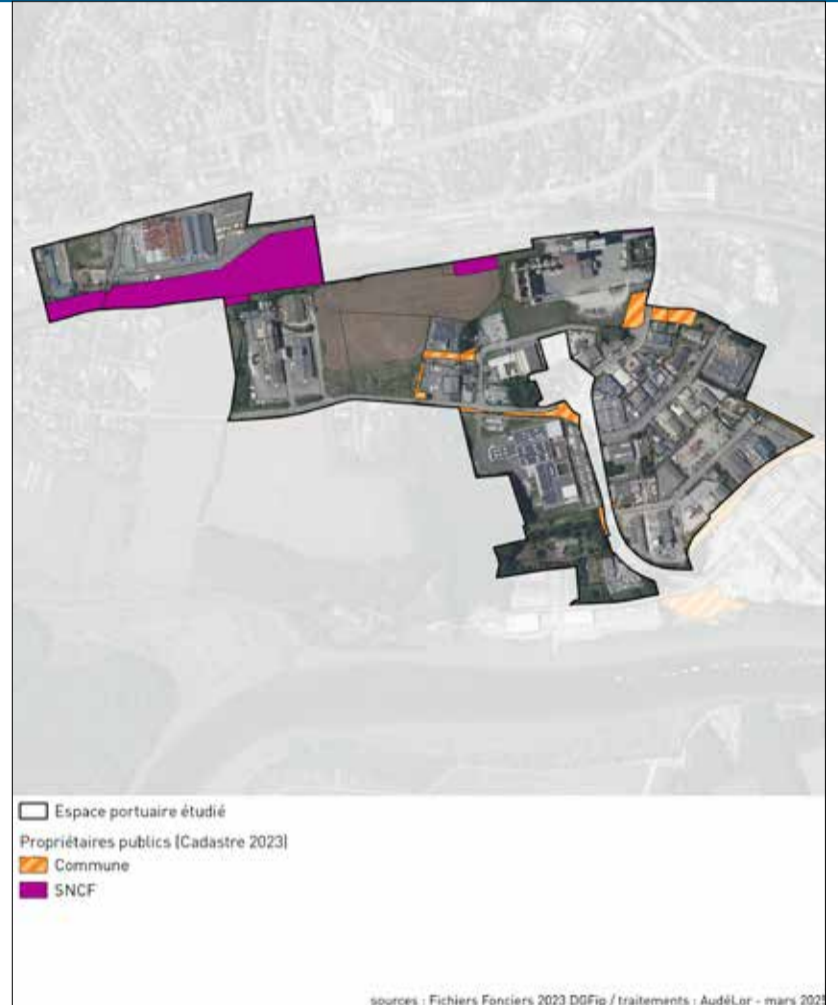 Espace portuaire étudié
Propriétaires publics (Cadastre 2023)
Commune
SNCF
sources : Fichiers Fonciers 2023 DGFip / traitements : AudéLor - mars